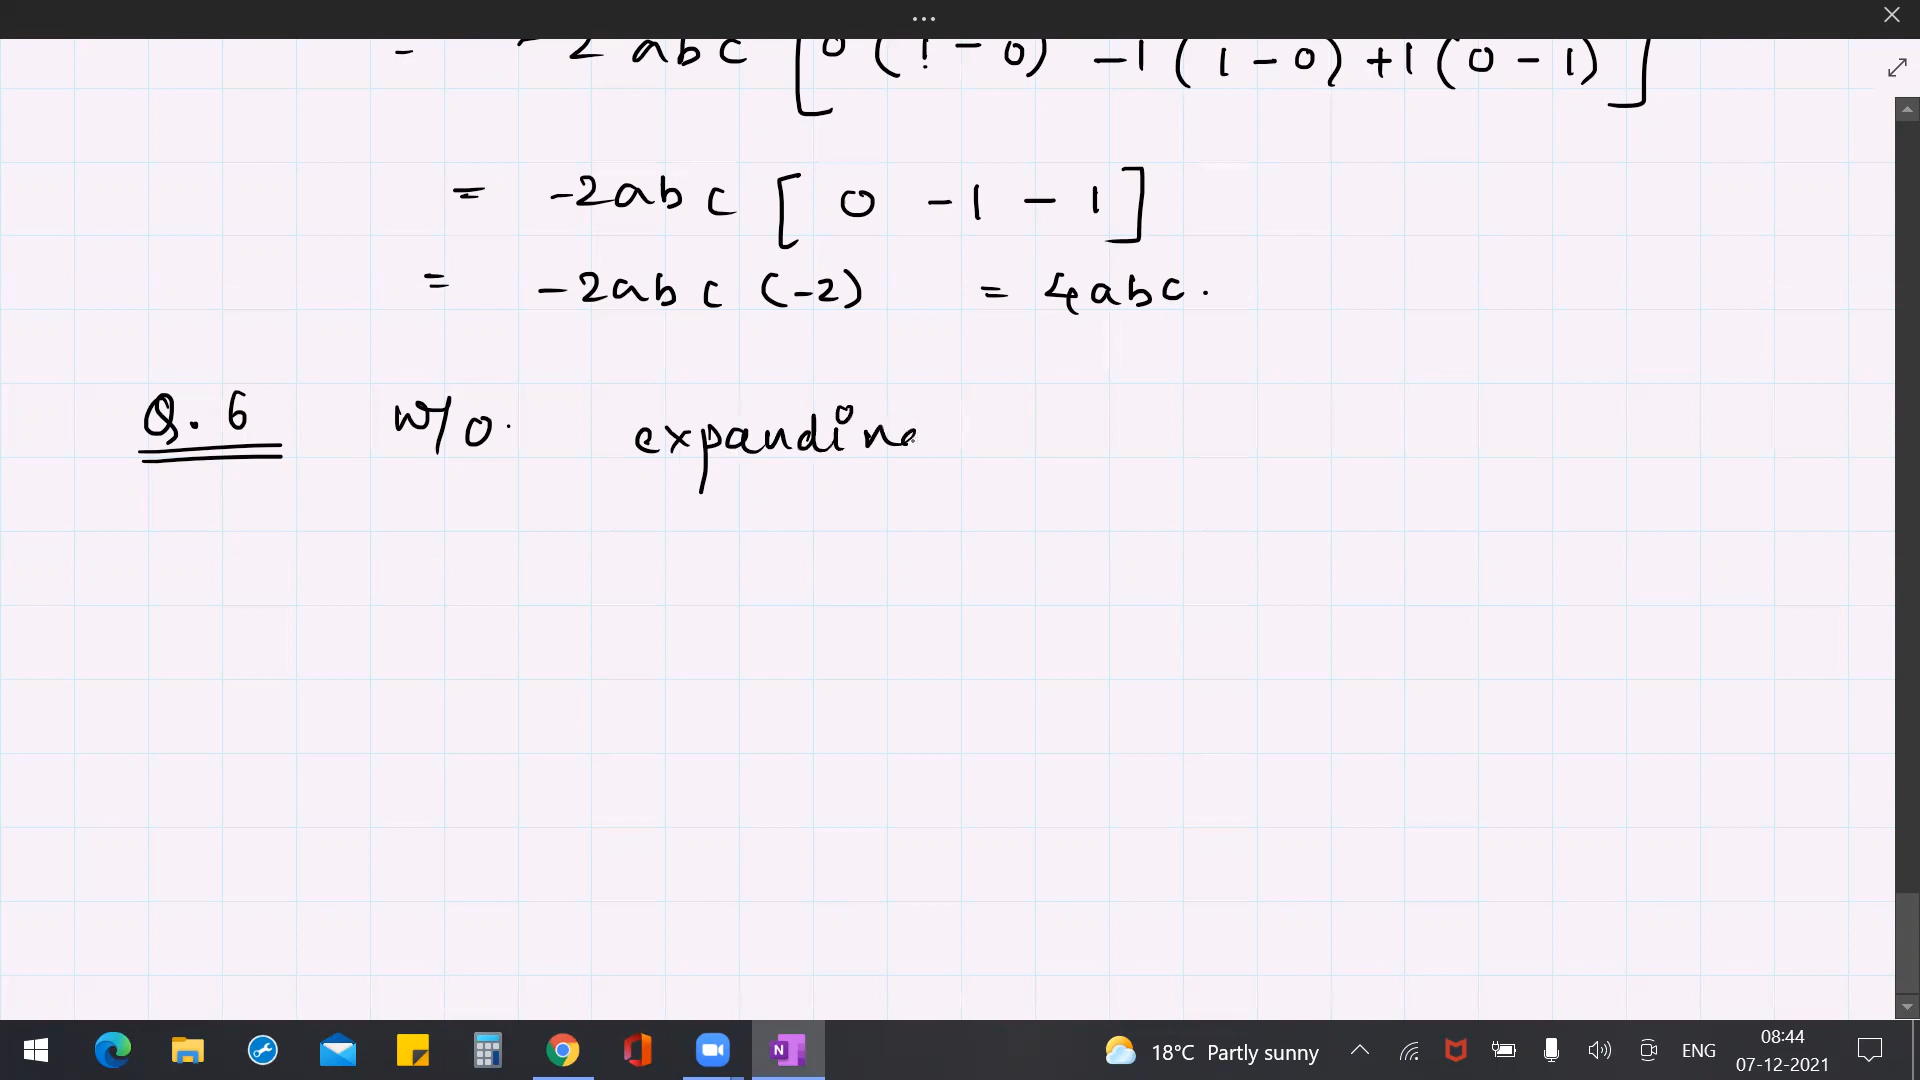 ...
= -2abc [0(1-0) -1(1-0) +1(0-1)]
= -2abc [0 -1 -1]
= -2abc (-2) = 4abc.
Q. 6 w/o. expandin
18°C Partly sunny ENG 08:44
07-12-2021